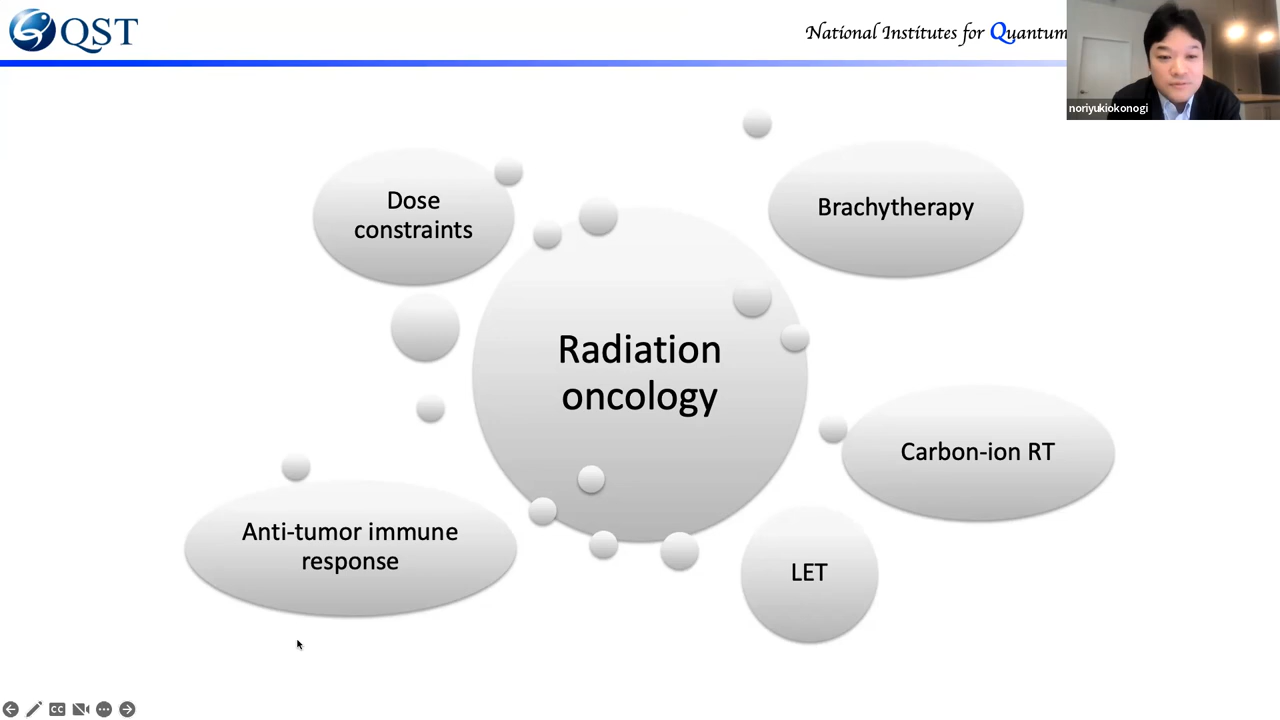 QST
National Institutes for Quantum
noriyukiokonogi
Dose
constraints
Brachytherapy
Radiation
oncology
Carbon-ion RT
Anti-tumor immune
response
LET
CC